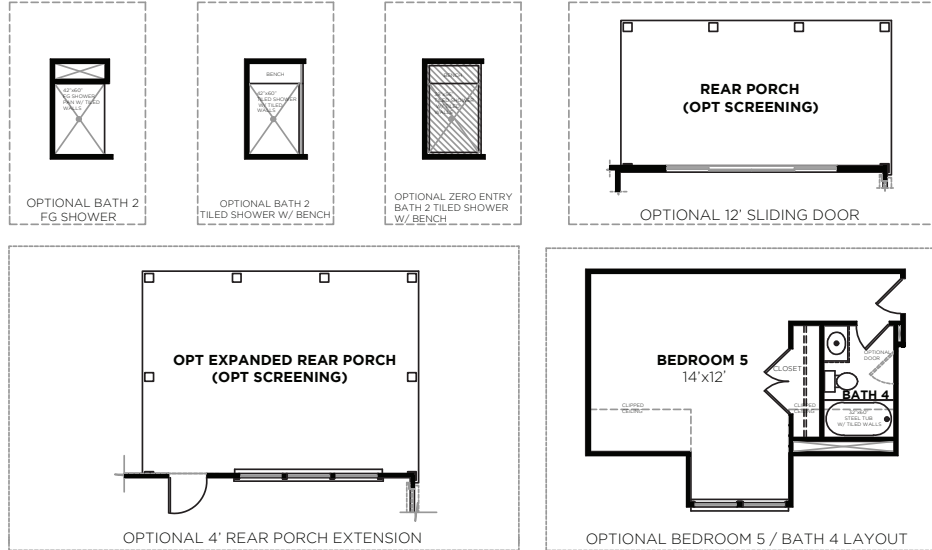 42"x60"
FG SHOWER
PAN W/ TILED
WALLS
OPTIONAL BATH 2
FG SHOWER
BENCH
42"x60"
TILED SHOWER
W/ TILED
WALLS
OPTIONAL BATH 2
TILED SHOWER W/ BENCH
BENCH
TILED SHOWER
WALLS
OPTIONAL ZERO ENTRY
BATH 2 TILED SHOWER
W/ BENCH
REAR PORCH
(OPT SCREENING)
OPTIONAL 12' SLIDING DOOR
OPT EXPANDED REAR PORCH
(OPT SCREENING)
OPTIONAL 4' REAR PORCH EXTENSION
BEDROOM 5
14'x12'
CLOSET
OPTIONAL
DOOR
BATH 4
CLIPPED
CEILING
CLIPPED
CEILING
32"x60"
STEEL TUB
W/ TILED WALLS
OPTIONAL BEDROOM 5 / BATH 4 LAYOUT